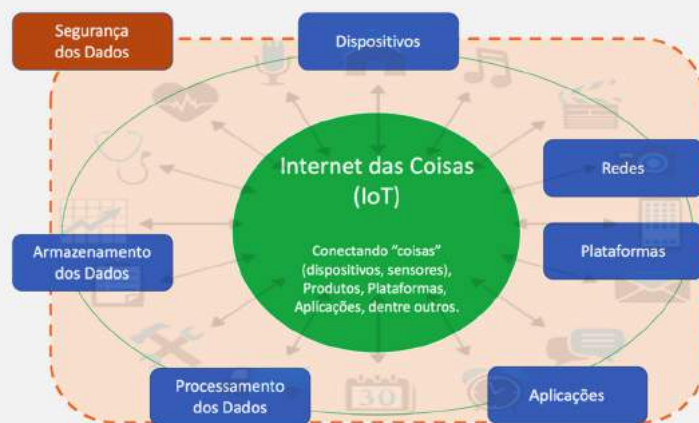 Segurança
dos Dados
Dispositivos
Internet das Coisas
(IoT)
Conectando “coisas”
(dispositivos, sensores),
Produtos, Plataformas,
Aplicações, dentre outros.
Redes
Plataformas
Armazenamento
dos Dados
Processamento
dos Dados
30
Aplicações